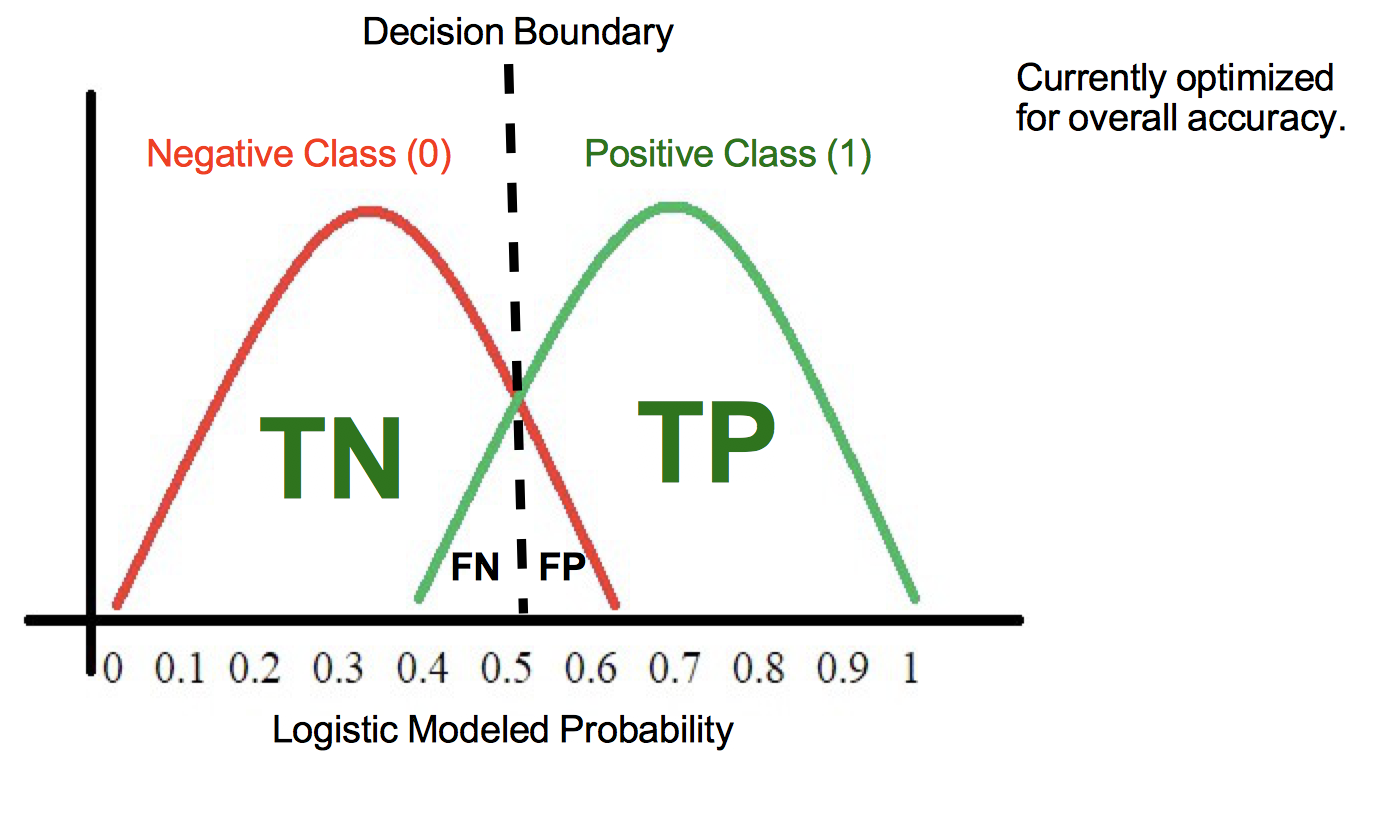 Decision Boundary
Currently optimized
for overall accuracy.
Negative Class (0)
Positive Class (1)
TN
TP
FN
FP
0 0.1 0.2 0.3 0.4 0.5 0.6 0.7 0.8 0.9 1
Logistic Modeled Probability